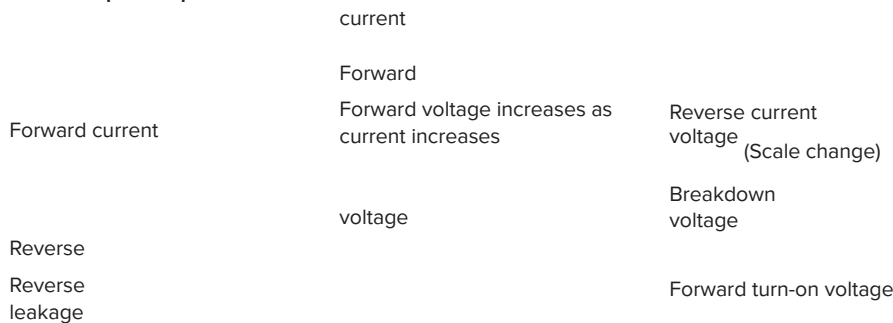 current
Forward
Forward current
Forward voltage increases as
current increases
Reverse current
voltage
(Scale change)
voltage
Breakdown
voltage
Reverse
Reverse
leakage
Forward turn-on voltage